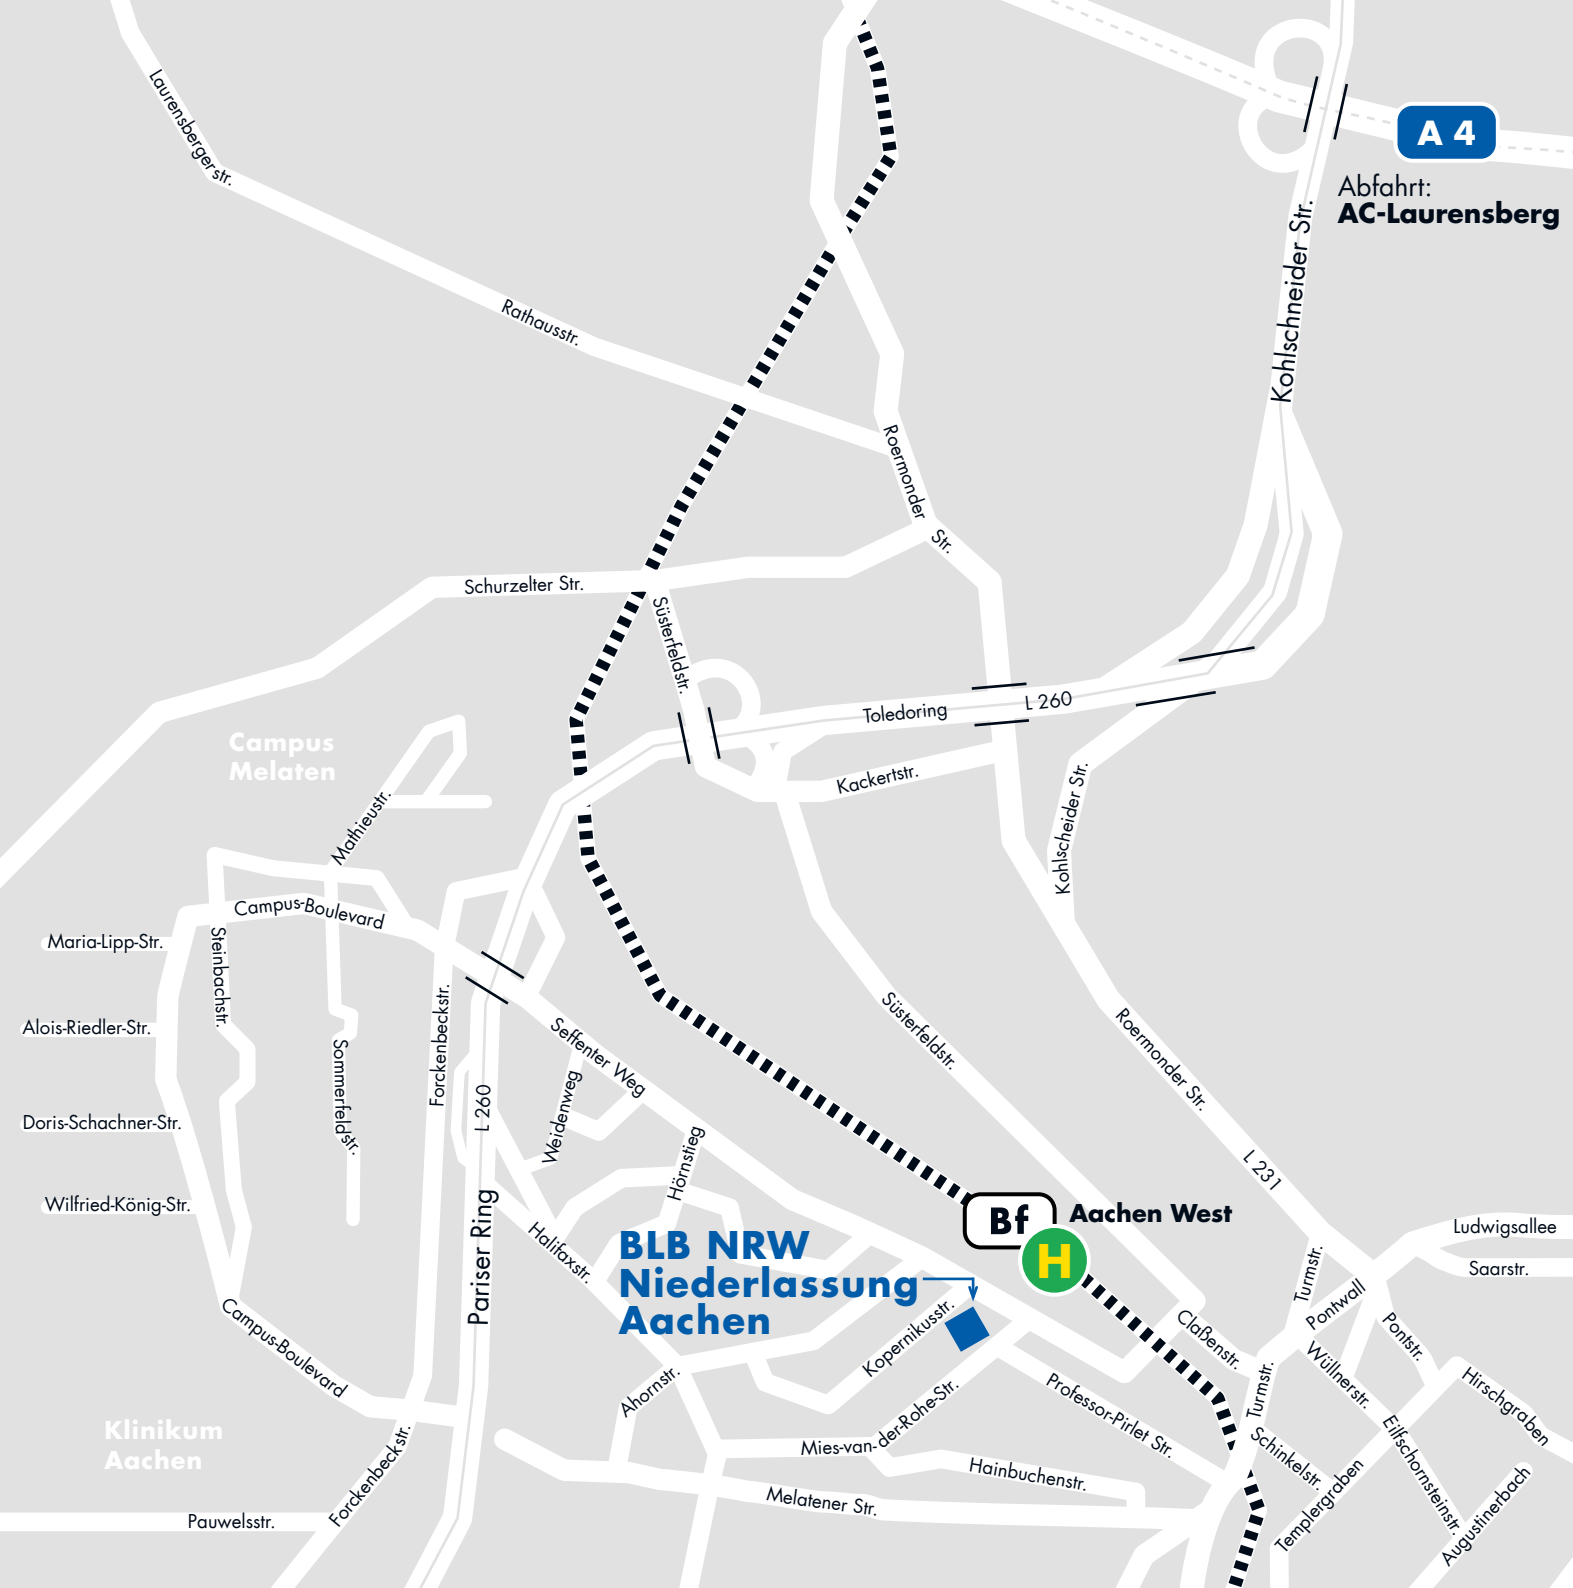 Laurensbergerstr.
A 4
Abfahrt:
AC-Laurensberg
Kohlschneider Str.
Rathausstr.
Roermonder Str.
Schurzelter Str.
Süsterfeldstr.
Toledoring
L 260
Campus
Melaten
Kackertstr.
Kohlscheider Str.
Mathieustr.
Campus-Boulevard
Maria-Lipp-Str.
Steinbachstr.
Alois-Riedler-Str.
Forckenbeckstr.
Seffenter Weg
Süsterfeldstr.
Roermonder Str.
Sommerfeldstr.
L 260
Weidenweg
Doris-Schachner-Str.
Hörnstieg
L 231
Wilfried-König-Str.
Bf
Aachen West
H
Ludwigsallee
Saarstr.
Pariser Ring
Halifaxstr.
BLB NRW
Niederlassung
Aachen
Turmstr.
Pontwall
Campus-Boulevard
Kopernikusstr.
Claßenstr.
Pontstr.
Wüllnerstr.
Ahornstr.
Turmstr.
Hirschgraben
Professor-Pirlet Str.
Mies-van-der-Rohe-Str.
Klinikum
Aachen
Forckenbeckstr.
Schinkelstr.
Eilfschornsteinstr.
Hainbuchenstr.
Melatener Str.
Templergraben
Augustinerbach
Pauwelsstr.